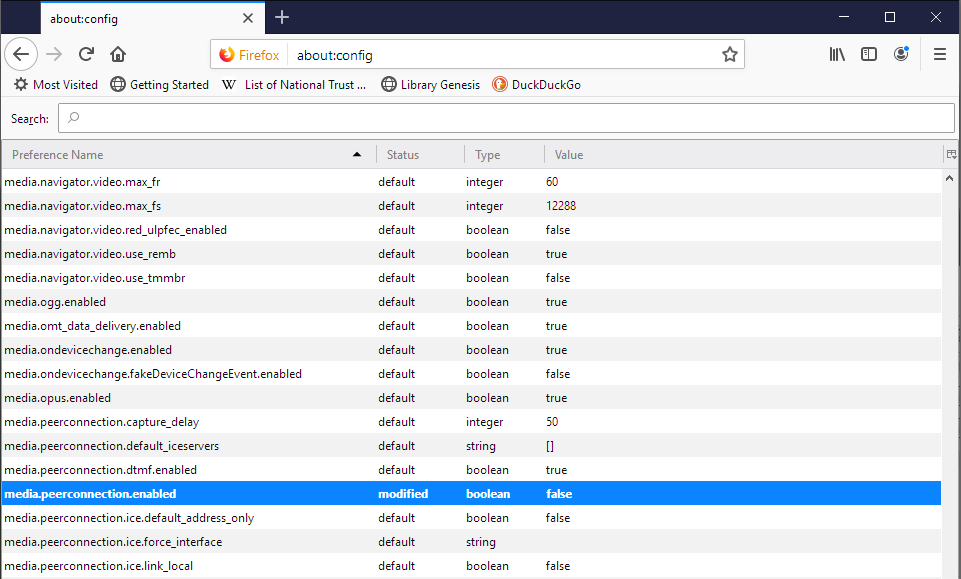 about:config
Firefox about:config
Most Visited Getting Started W List of National Trust ... Library Genesis DuckDuckGo
Search:
Preference Name Status Type Value
media.navigator.video.max_fr default integer 60
media.navigator.video.max_fs default integer 12288
media.navigator.video.red_ulpfec_enabled default boolean false
media.navigator.video.use_remb default boolean true
media.navigator.video.use_tmmbr default boolean false
media.ogg.enabled default boolean true
media.omt_data_delivery.enabled default boolean true
media.ondevicechange.enabled default boolean true
media.ondevicechange.fakeDeviceChangeEvent.enabled default boolean false
media.opus.enabled default boolean true
media.peerconnection.capture_delay default integer 50
media.peerconnection.default_iceservers default string []
media.peerconnection.dtmf.enabled default boolean true
media.peerconnection.enabled modified boolean false
media.peerconnection.ice.default_address_only default boolean false
media.peerconnection.ice.force_interface default string
media.peerconnection.ice.link_local default boolean false